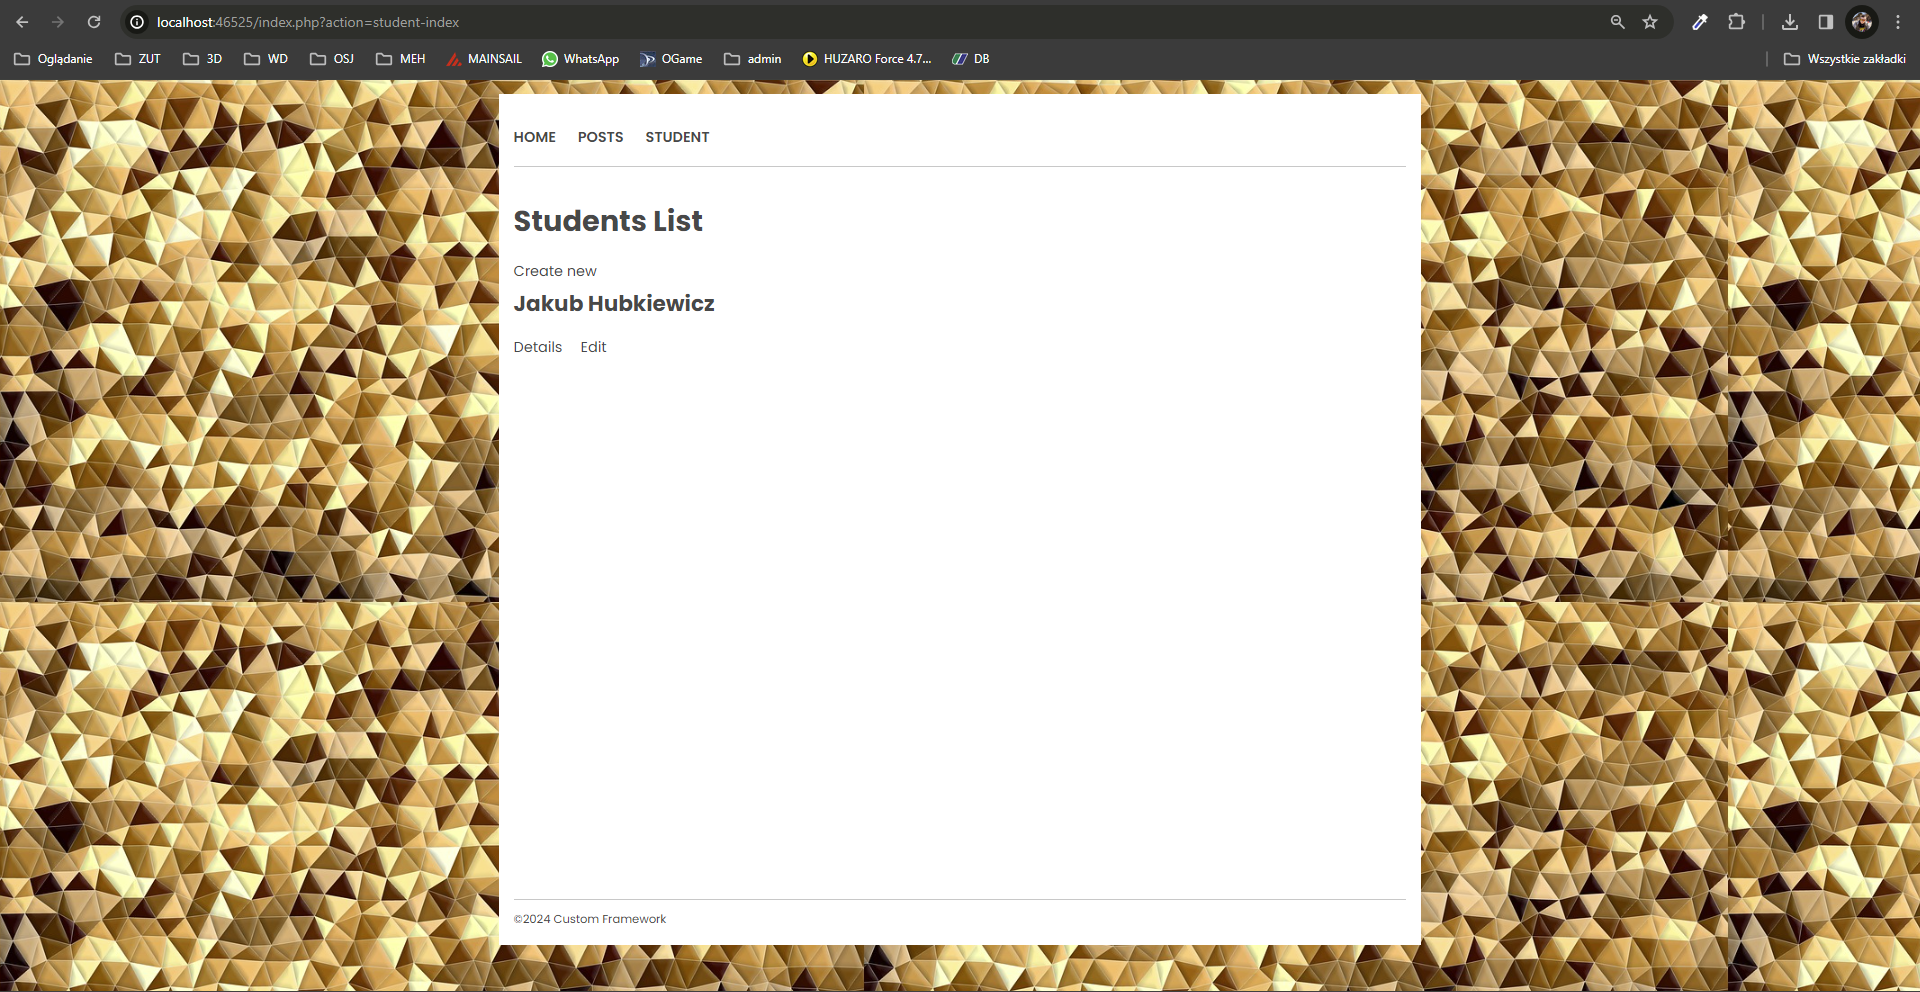 localhost:46525/index.php?action=student-index
Oglądanie ZUT 3D WD OSJ MEH MAINSAIL WhatsApp OGame admin HUZARO Force 4.7... DB Wszystkie zakładki
HOME POSTS STUDENT
Students List
Create new
Jakub Hubkiewicz
Details Edit
©2024 Custom Framework